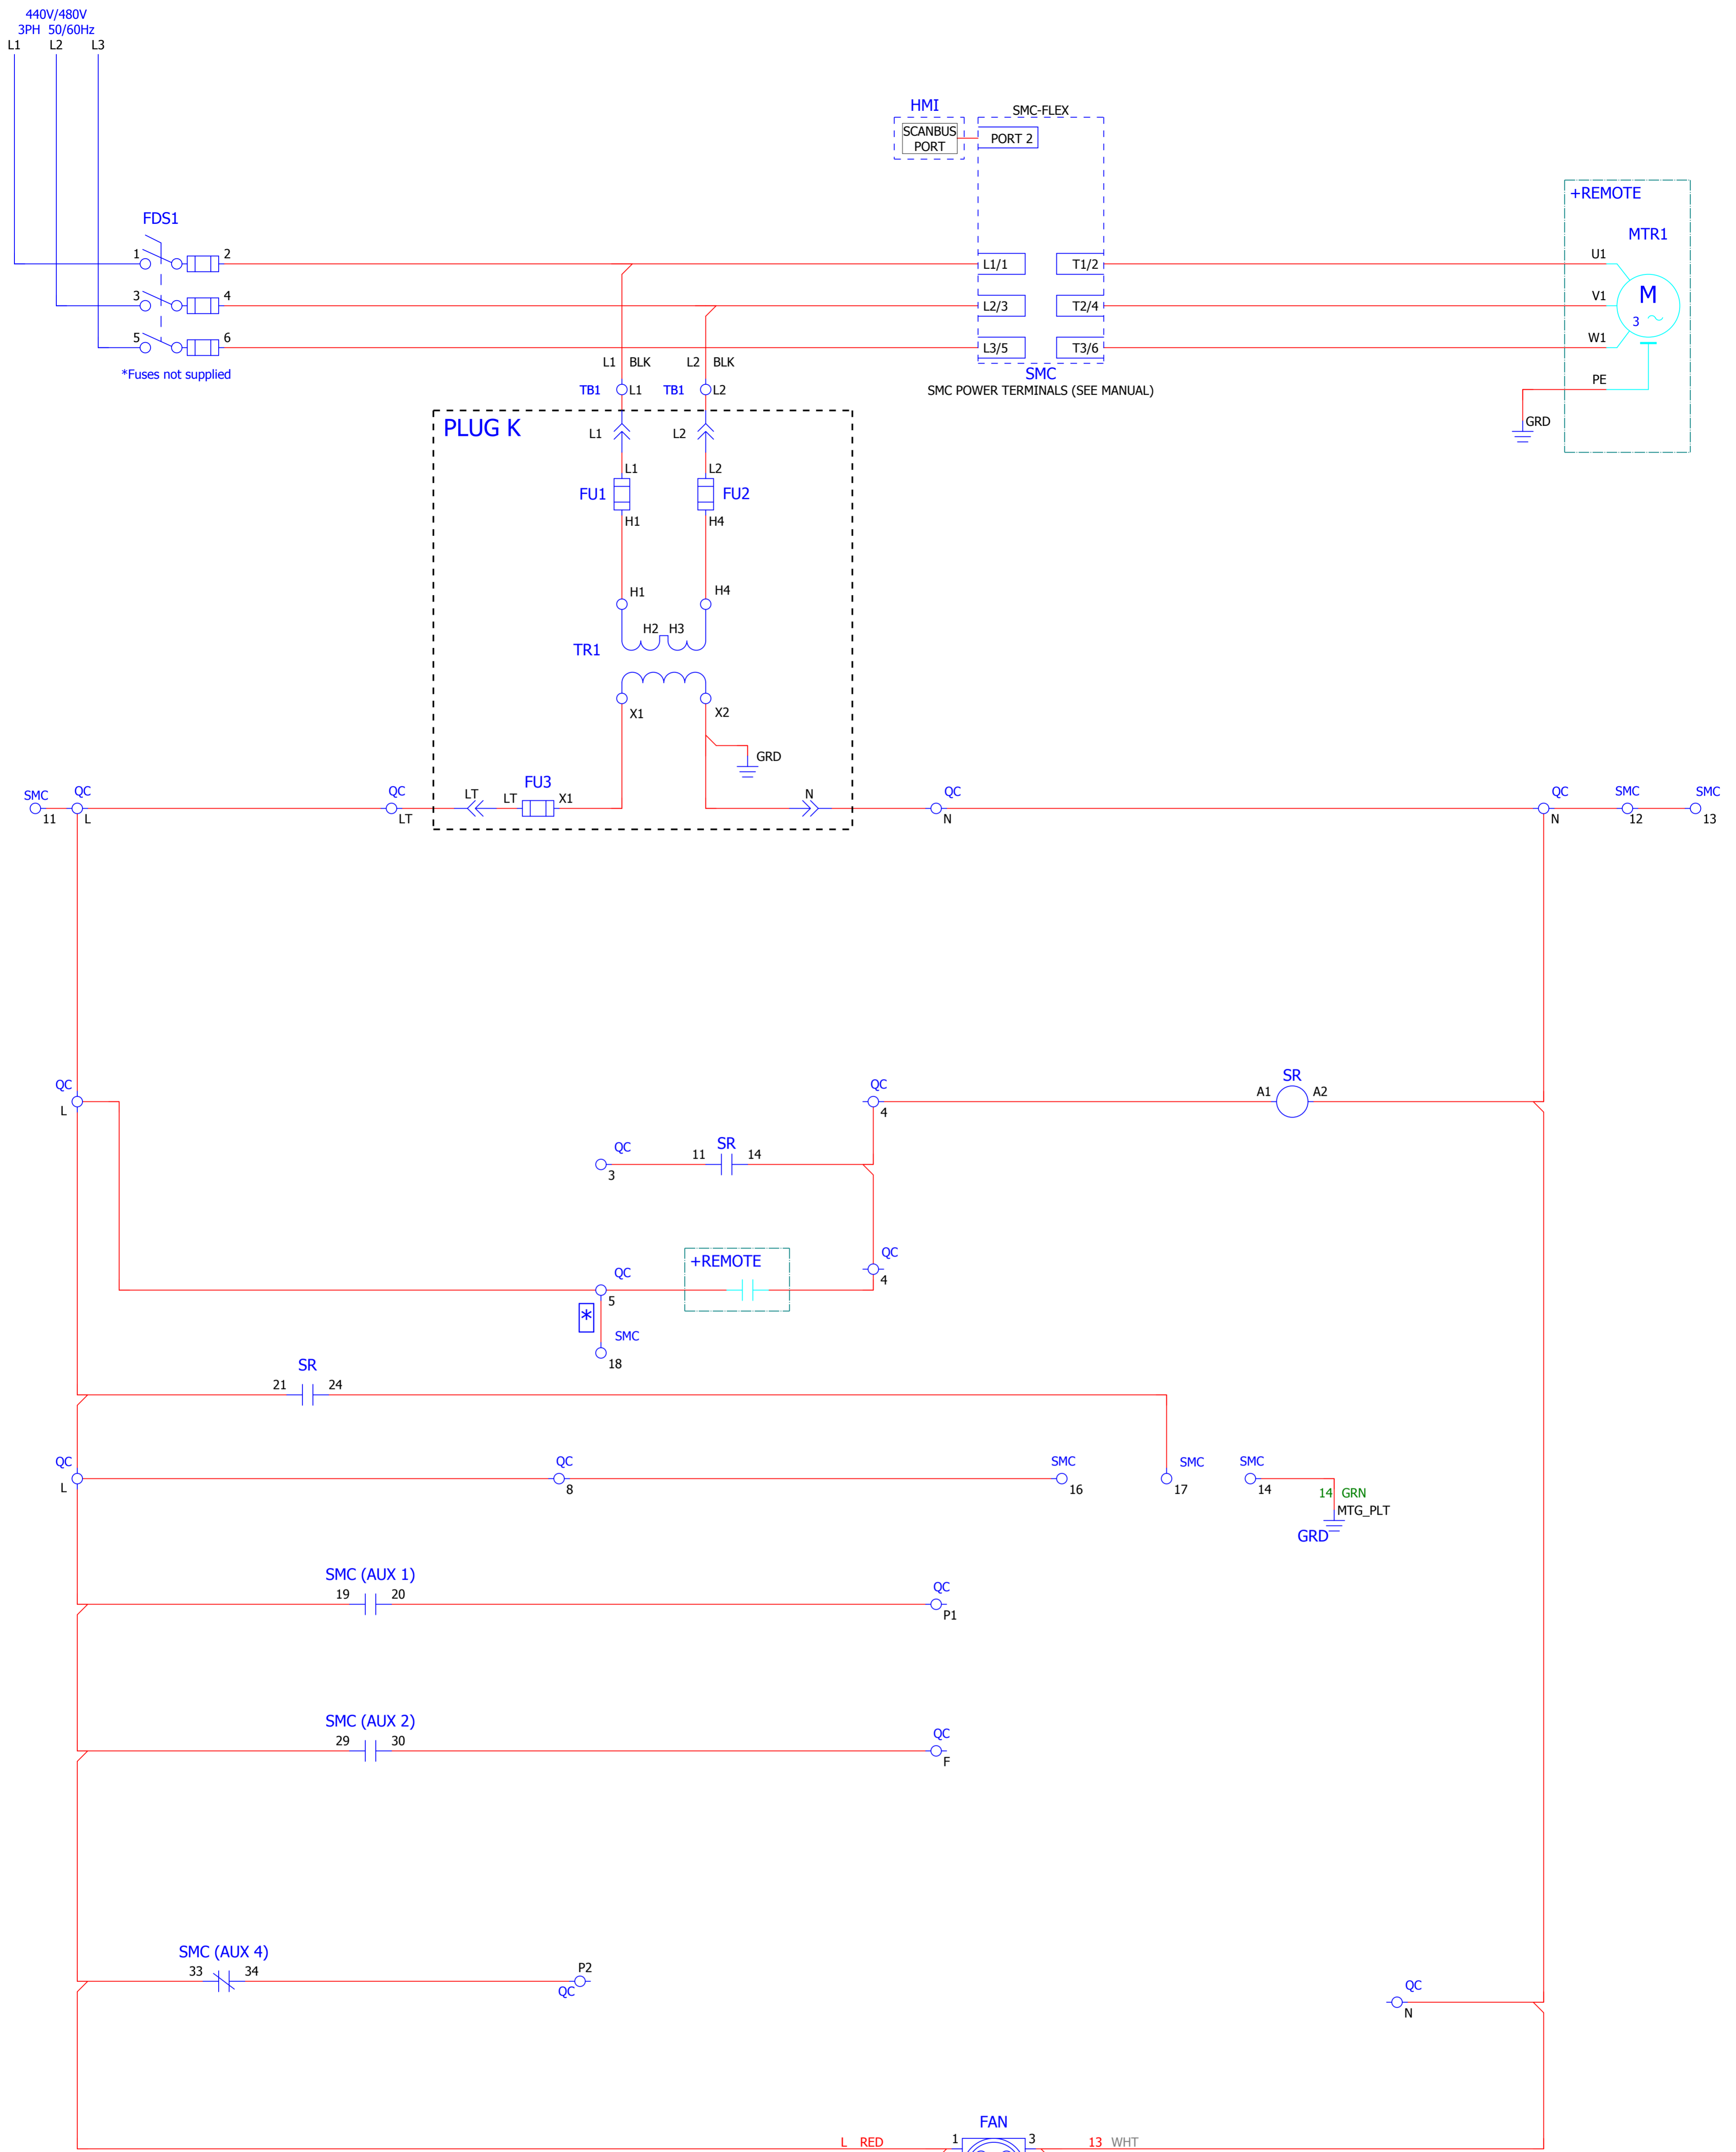 440V/480V
3PH 50/60Hz
L1 L2 L3
HMI
SMC-FLEX
SCANBUS
PORT
PORT 2
+REMOTE
MTR1
FDS1
1 2
L1/1 T1/2
U1
3 4
L2/3 T2/4
V1
M
3
5 6
L3/5 T3/6
W1
*Fuses not supplied
L1 BLK
L2 BLK
SMC
SMC POWER TERMINALS (SEE MANUAL)
PE
GRD
TB1 L1
TB1 L2
PLUG K
L1
L2
L1
L2
FU1
FU2
H1
H4
H1
H4
H2 H3
TR1
X1
X2
GRD
SMC
11
QC
L
QC
LT
LT
LT
FU3
X1
N
QC
N
QC
N
SMC
12
SMC
13
QC
L
QC
4
A1
SR
A2
QC
3
11
SR
14
QC
4
+REMOTE
QC
5
*
SMC
18
SR
21 24
QC
L
QC
8
SMC
16
SMC
17
SMC
14
14 GRN
MTG_PLT
GRD
SMC (AUX 1)
19 20
QC
P1
SMC (AUX 2)
29 30
QC
F
SMC (AUX 4)
33 34
P2
QC
QC
N
FAN
L RED
1 3
13 WHT